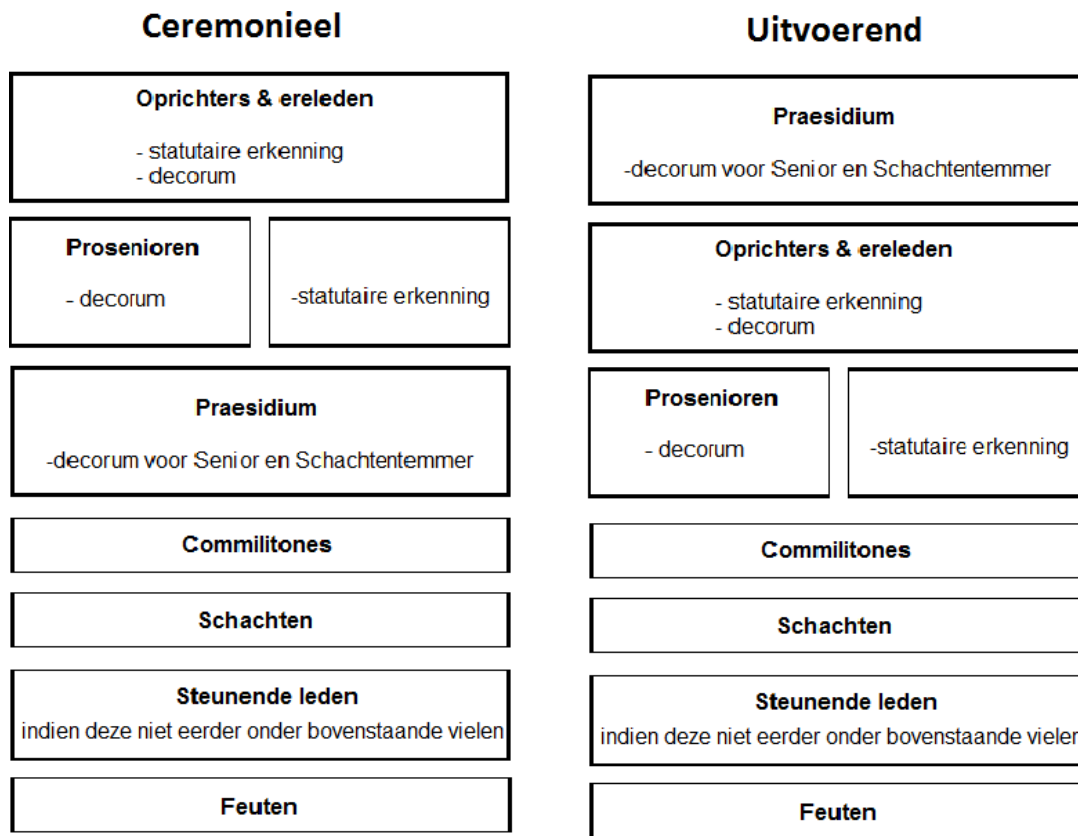 Ceremonieel
Oprichters & ereleden
- statutaire erkenning
- decorum
Prosenioren
- decorum
-statutaire erkenning
Praesidium
-decorum voor Senior en Schachtentemmer
Commilitones
Schachten
Steunende leden
indien deze niet eerder onder bovenstaande vielen
Feuten
Uitvoerend
Praesidium
-decorum voor Senior en Schachtentemmer
Oprichters & ereleden
- statutaire erkenning
- decorum
Prosenioren
- decorum
-statutaire erkenning
Commilitones
Schachten
Steunende leden
indien deze niet eerder onder bovenstaande vielen
Feuten